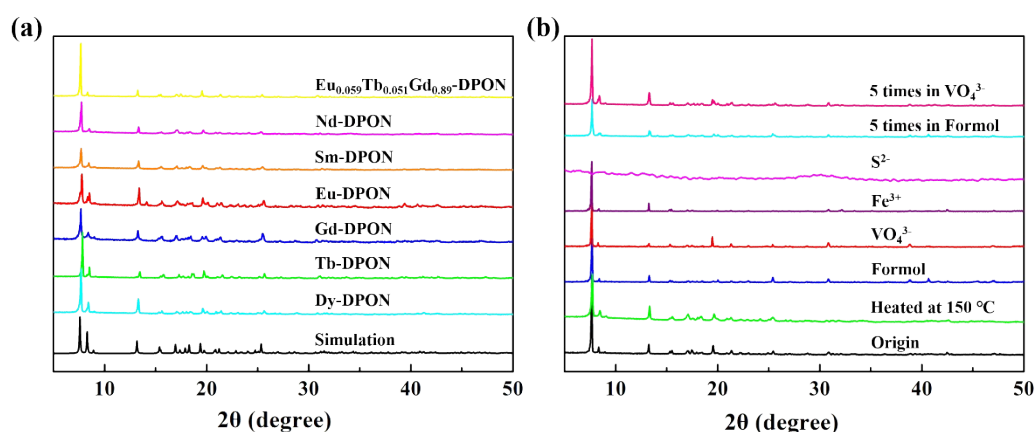 (a)
Eu0.059Tb0.051Gd0.89-DPON
Nd-DPON
Sm-DPON
Eu-DPON
Gd-DPON
Tb-DPON
Dy-DPON
Simulation
10 20 30 40 50
2θ (degree)
(b)
5 times in VO₄³⁻
5 times in Formol
S²⁻
Fe³⁺
VO₄³⁻
Formol
Heated at 150 °C
Origin
10 20 30 40 50
2θ (degree)